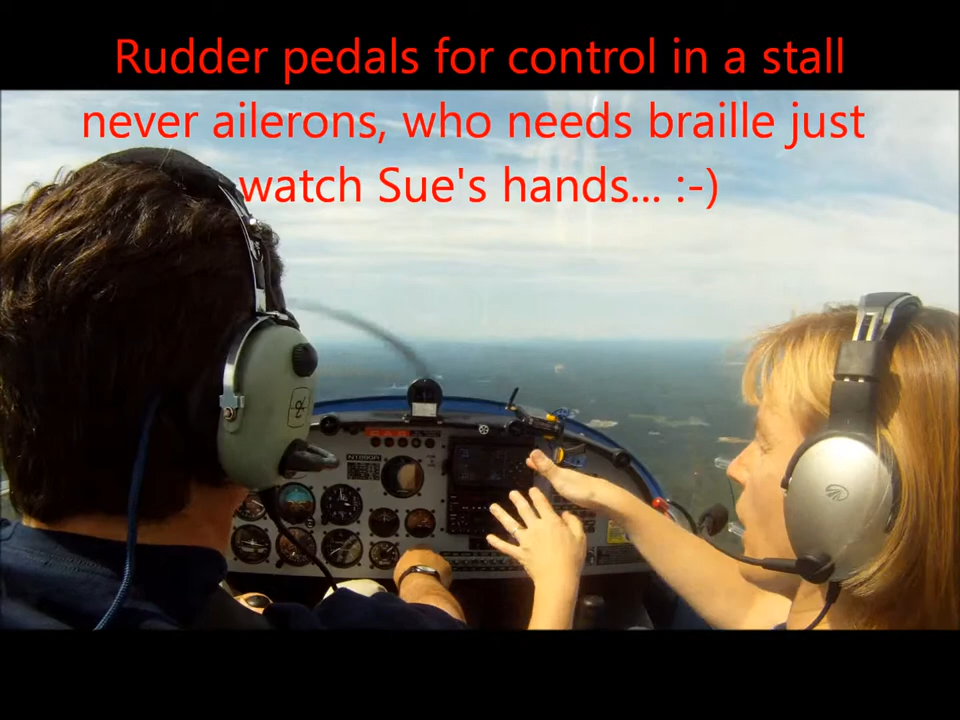 Rudder pedals for control in a stall
never ailerons, who needs braille just
watch Sue's hands... :-)